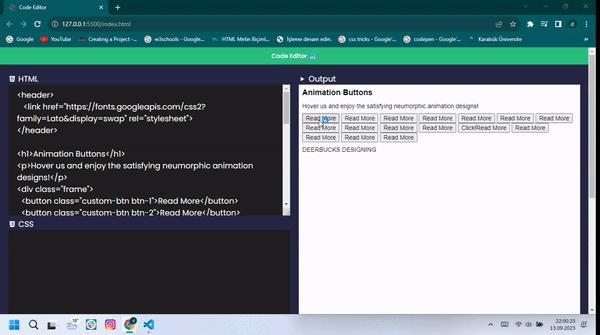 Code Editor
127.0.0.1:5500/index.html
Google
YouTube
Creating a Project -...
w3schools - Google...
HTML Metin Biçiml...
İşleme devam edil...
css tricks - Google...
codepen - Google...
Karabük Üniversite
Code Editor
HTML
<header>
<link href="https://fonts.googleapis.com/css2?
family=Lato&display=swap" rel="stylesheet">
</header>
<h1>Animation Buttons</h1>
<p>Hover us and enjoy the satisfying neumorphic animation
designs!</p>
<div class="frame">
<button class="custom-btn btn-1">Read More</button>
<button class="custom-btn btn-2">Read More</button>
CSS
Output
Animation Buttons
Hover us and enjoy the satisfying neumorphic animation designs!
Read More Read More Read More Read More Read More Read More Read More
Read More Read More Read More Read More Click!Read More Read More
Read More Read More Read More
DEERBUCKS.DESIGNING
22:00:25
13.09.2023